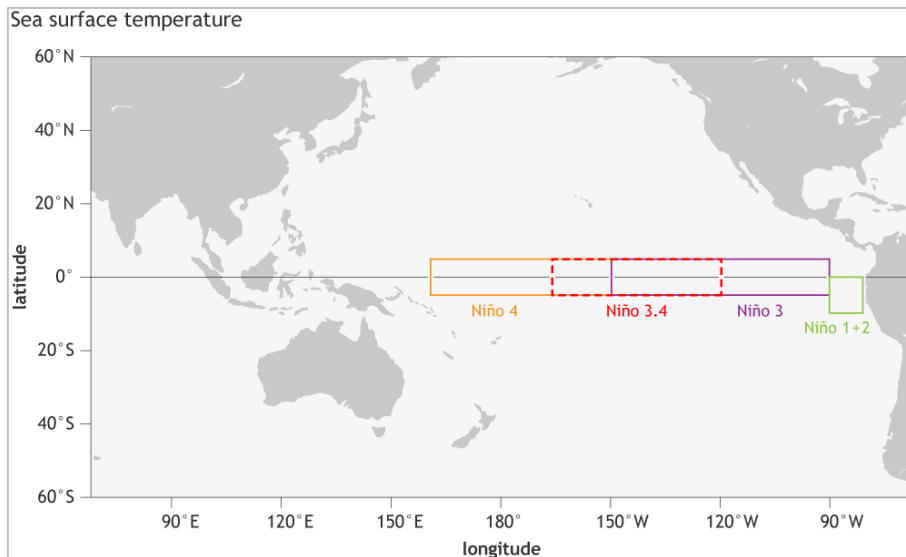 Sea surface temperature
60°N
40°N
20°N
0°
20°S
40°S
60°S
latitude
Niño 4
Niño 3.4
Niño 3
Niño 1+2
90°E
120°E
150°E
180°
150°W
120°W
90°W
longitude